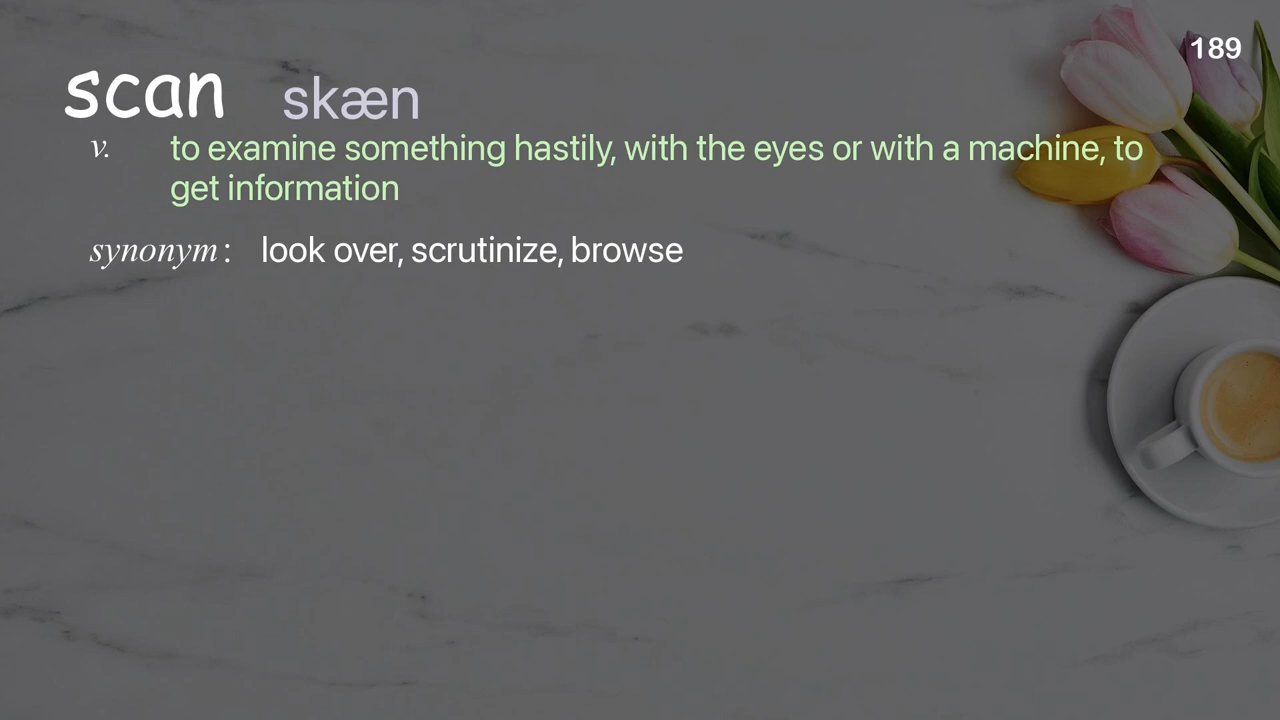 189
scan skæn
v. to examine something hastily, with the eyes or with a machine, to
get information
synonym : look over, scrutinize, browse